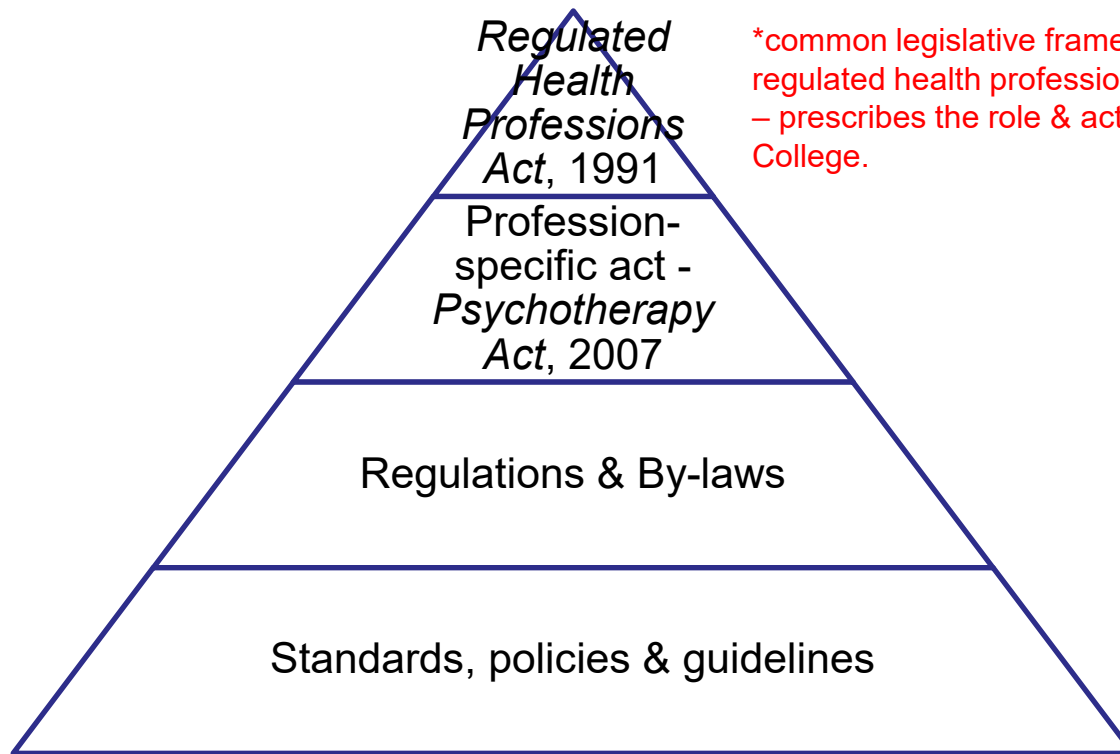 Regulated
Health
Professions
Act, 1991
*common legislative frame
regulated health professio
– prescribes the role & act
College.
Profession-
specific act -
Psychotherapy
Act, 2007
Regulations & By-laws
Standards, policies & guidelines